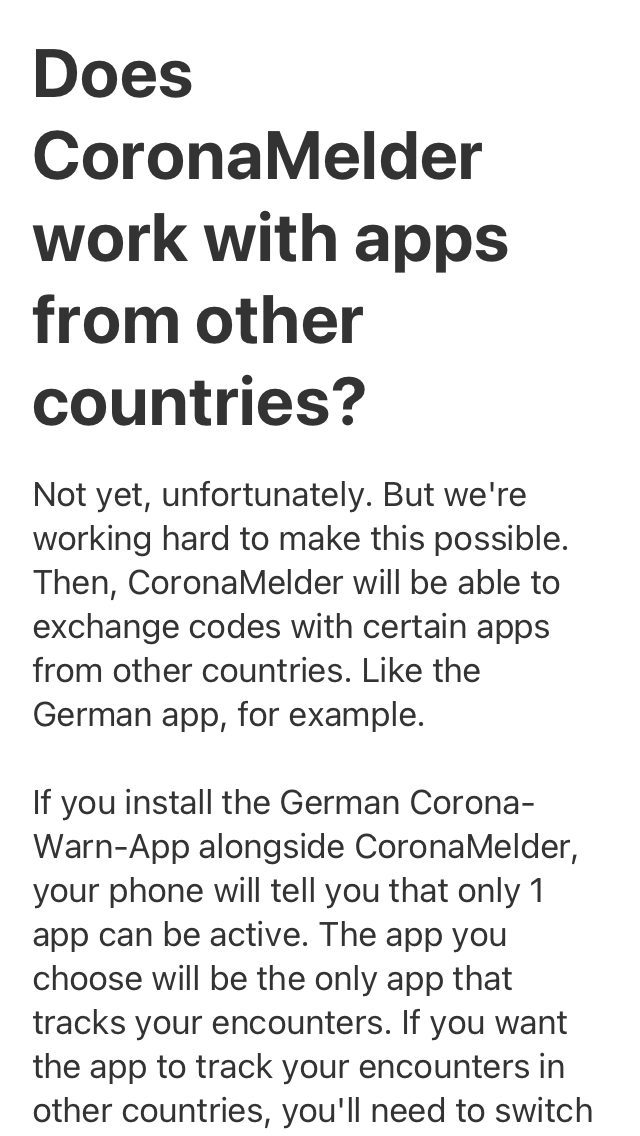 Does
CoronaMelder
work with apps
from other
countries?
Not yet, unfortunately. But we're
working hard to make this possible.
Then, CoronaMelder will be able to
exchange codes with certain apps
from other countries. Like the
German app, for example.
If you install the German Corona-
Warn-App alongside CoronaMelder,
your phone will tell you that only 1
app can be active. The app you
choose will be the only app that
tracks your encounters. If you want
the app to track your encounters in
other countries, you'll need to switch